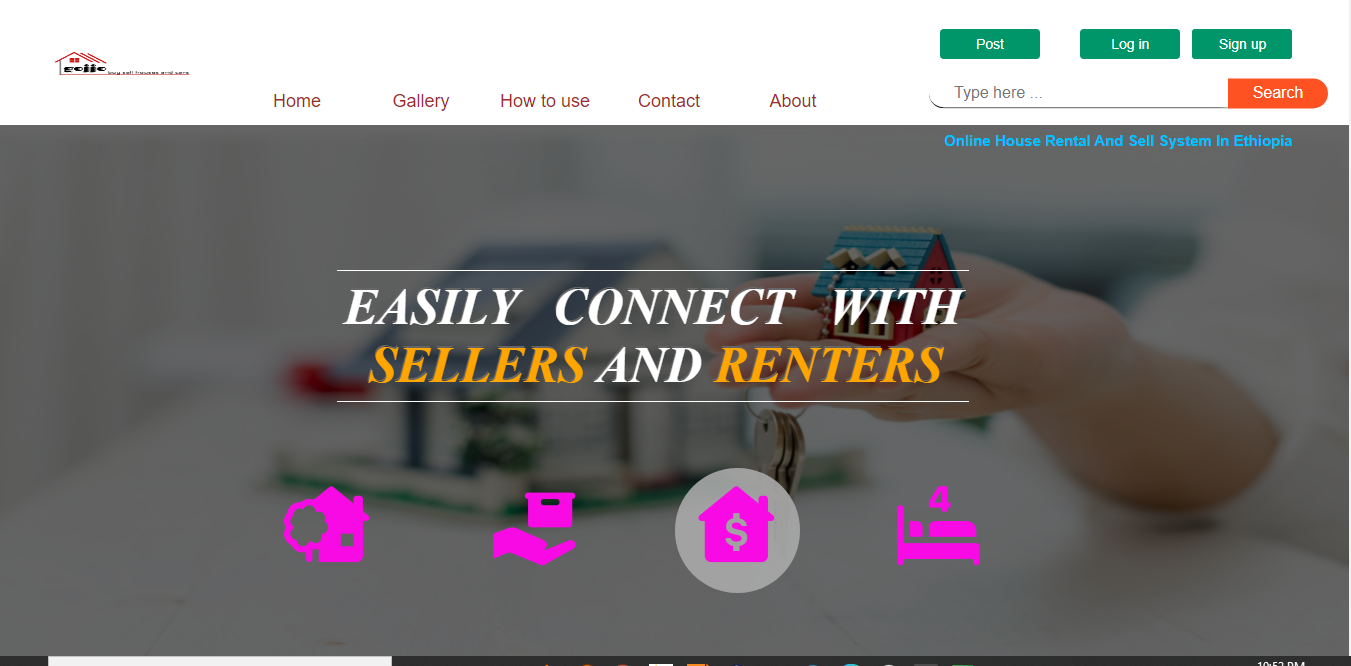 Post
Log in
Sign up
gojjo
buy sell houses and cars
Home
Gallery
How to use
Contact
About
Type here ...
Search
Online House Rental And Sell System In Ethiopia
EASILY CONNECT WITH
SELLERS AND RENTERS
$
4
10:52 PM